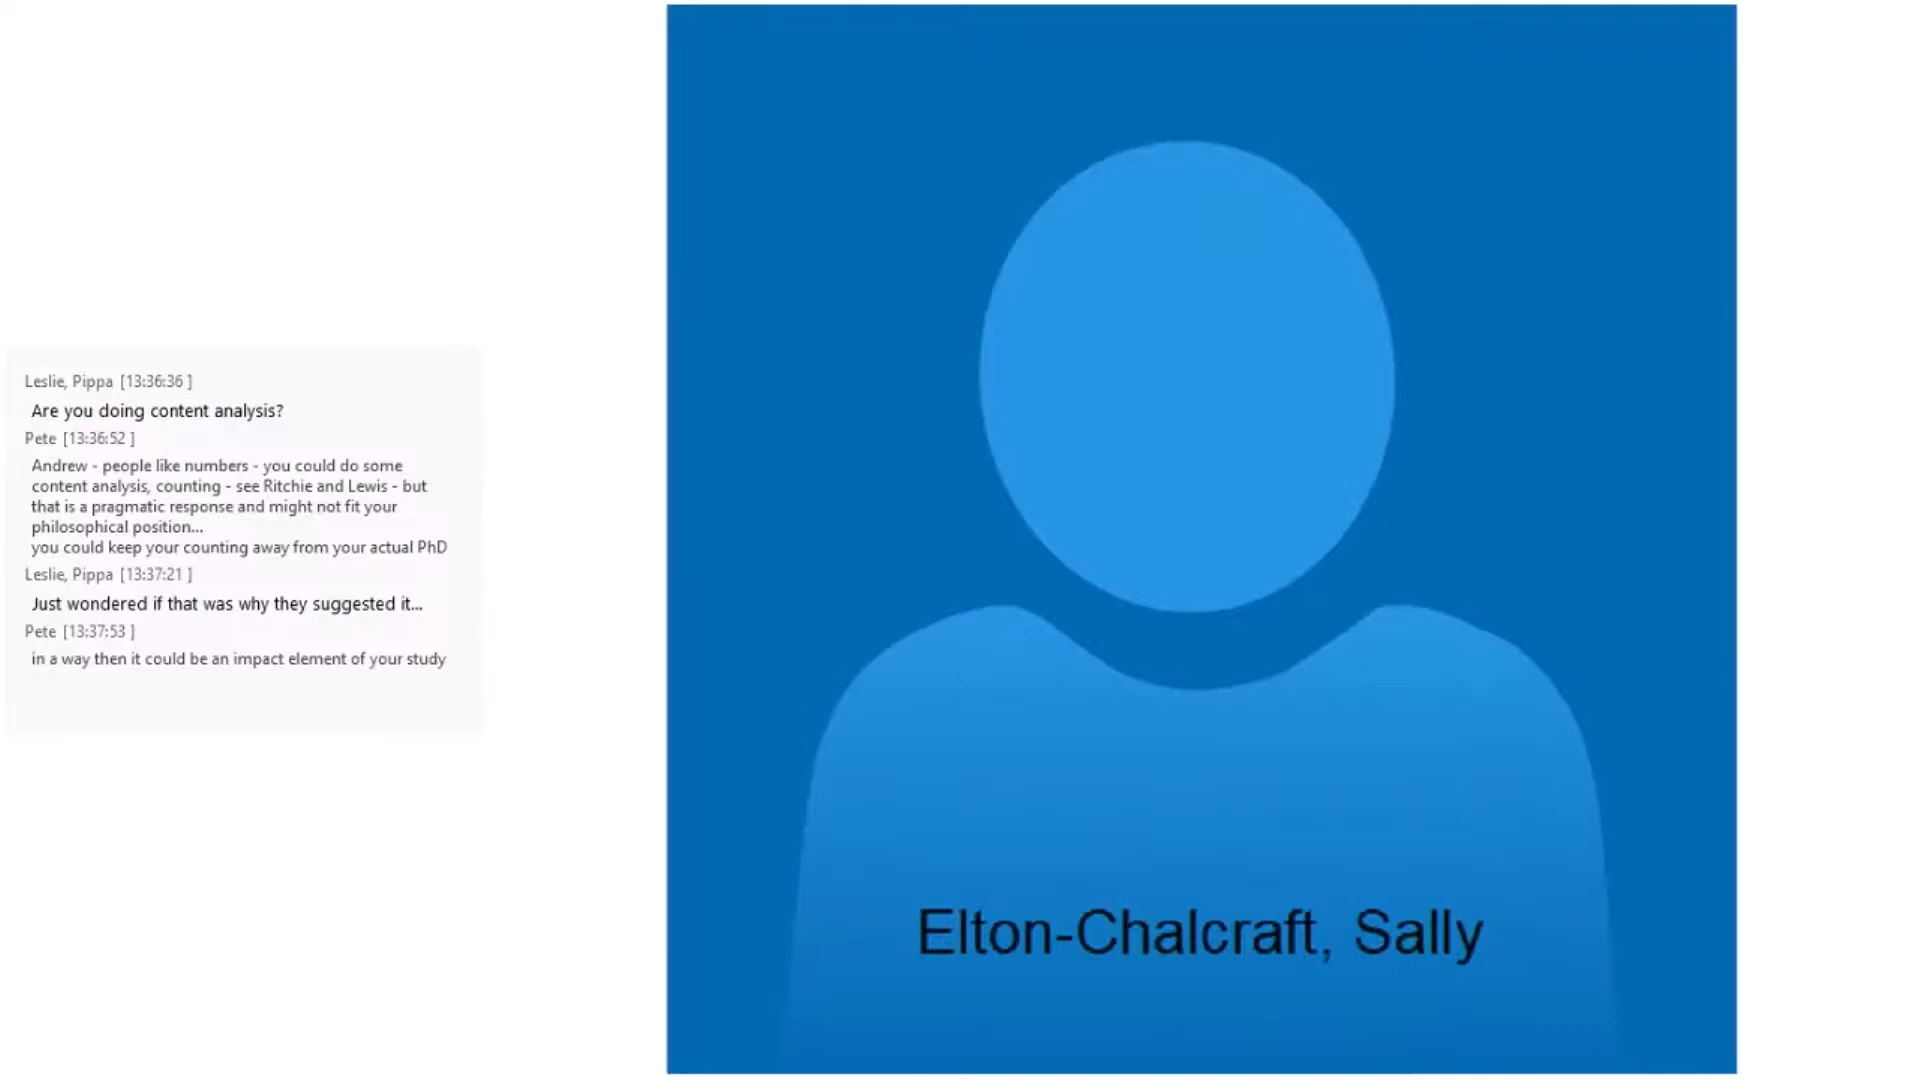 Leslie, Pippa [13:36:36 ]
Are you doing content analysis?
Pete [13:36:52 ]
Andrew - people like numbers - you could do some
content analysis, counting - see Ritchie and Lewis - but
that is a pragmatic response and might not fit your
philosophical position...
you could keep your counting away from your actual PhD
Leslie, Pippa [13:37:21 ]
Just wondered if that was why they suggested it...
Pete [13:37:53 ]
in a way then it could be an impact element of your study
Elton-Chalcraft, Sally